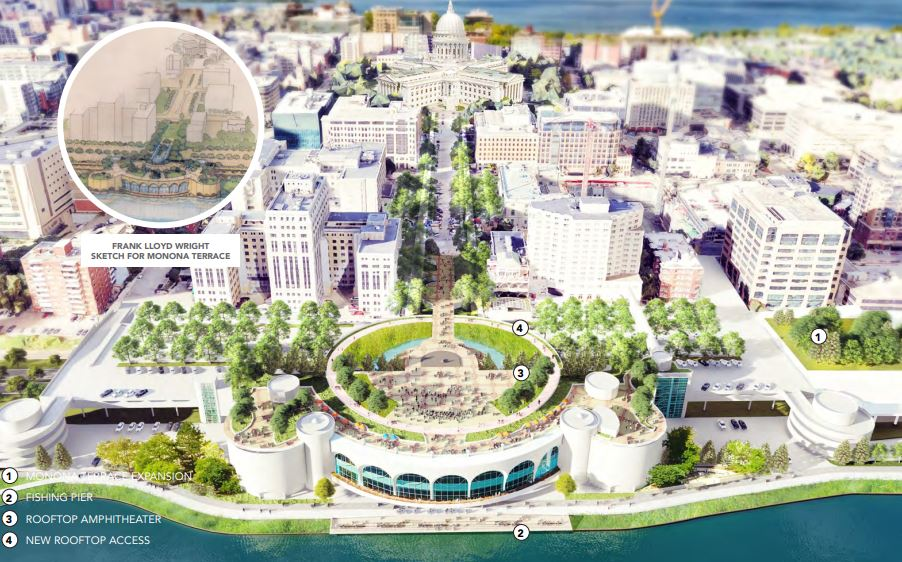 FRANK LLOYD WRIGHT
SKETCH FOR MONONA TERRACE
4
3
1
2
1 MONONA TERRACE EXPANSION
2 FISHING PIER
3 ROOFTOP AMPHITHEATER
4 NEW ROOFTOP ACCESS